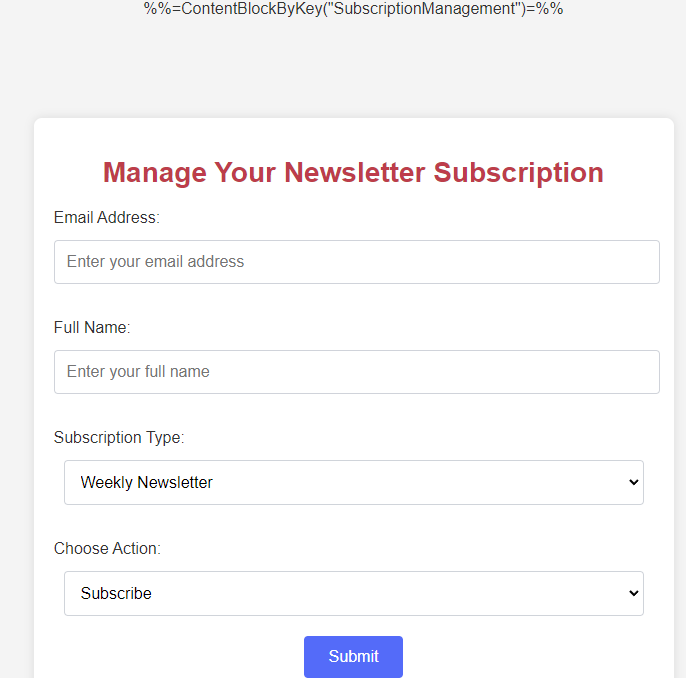 %%=ContentBlockByKey("SubscriptionManagement")=%%
Manage Your Newsletter Subscription
Email Address:
Enter your email address
Full Name:
Enter your full name
Subscription Type:
Weekly Newsletter
Choose Action:
Subscribe
Submit